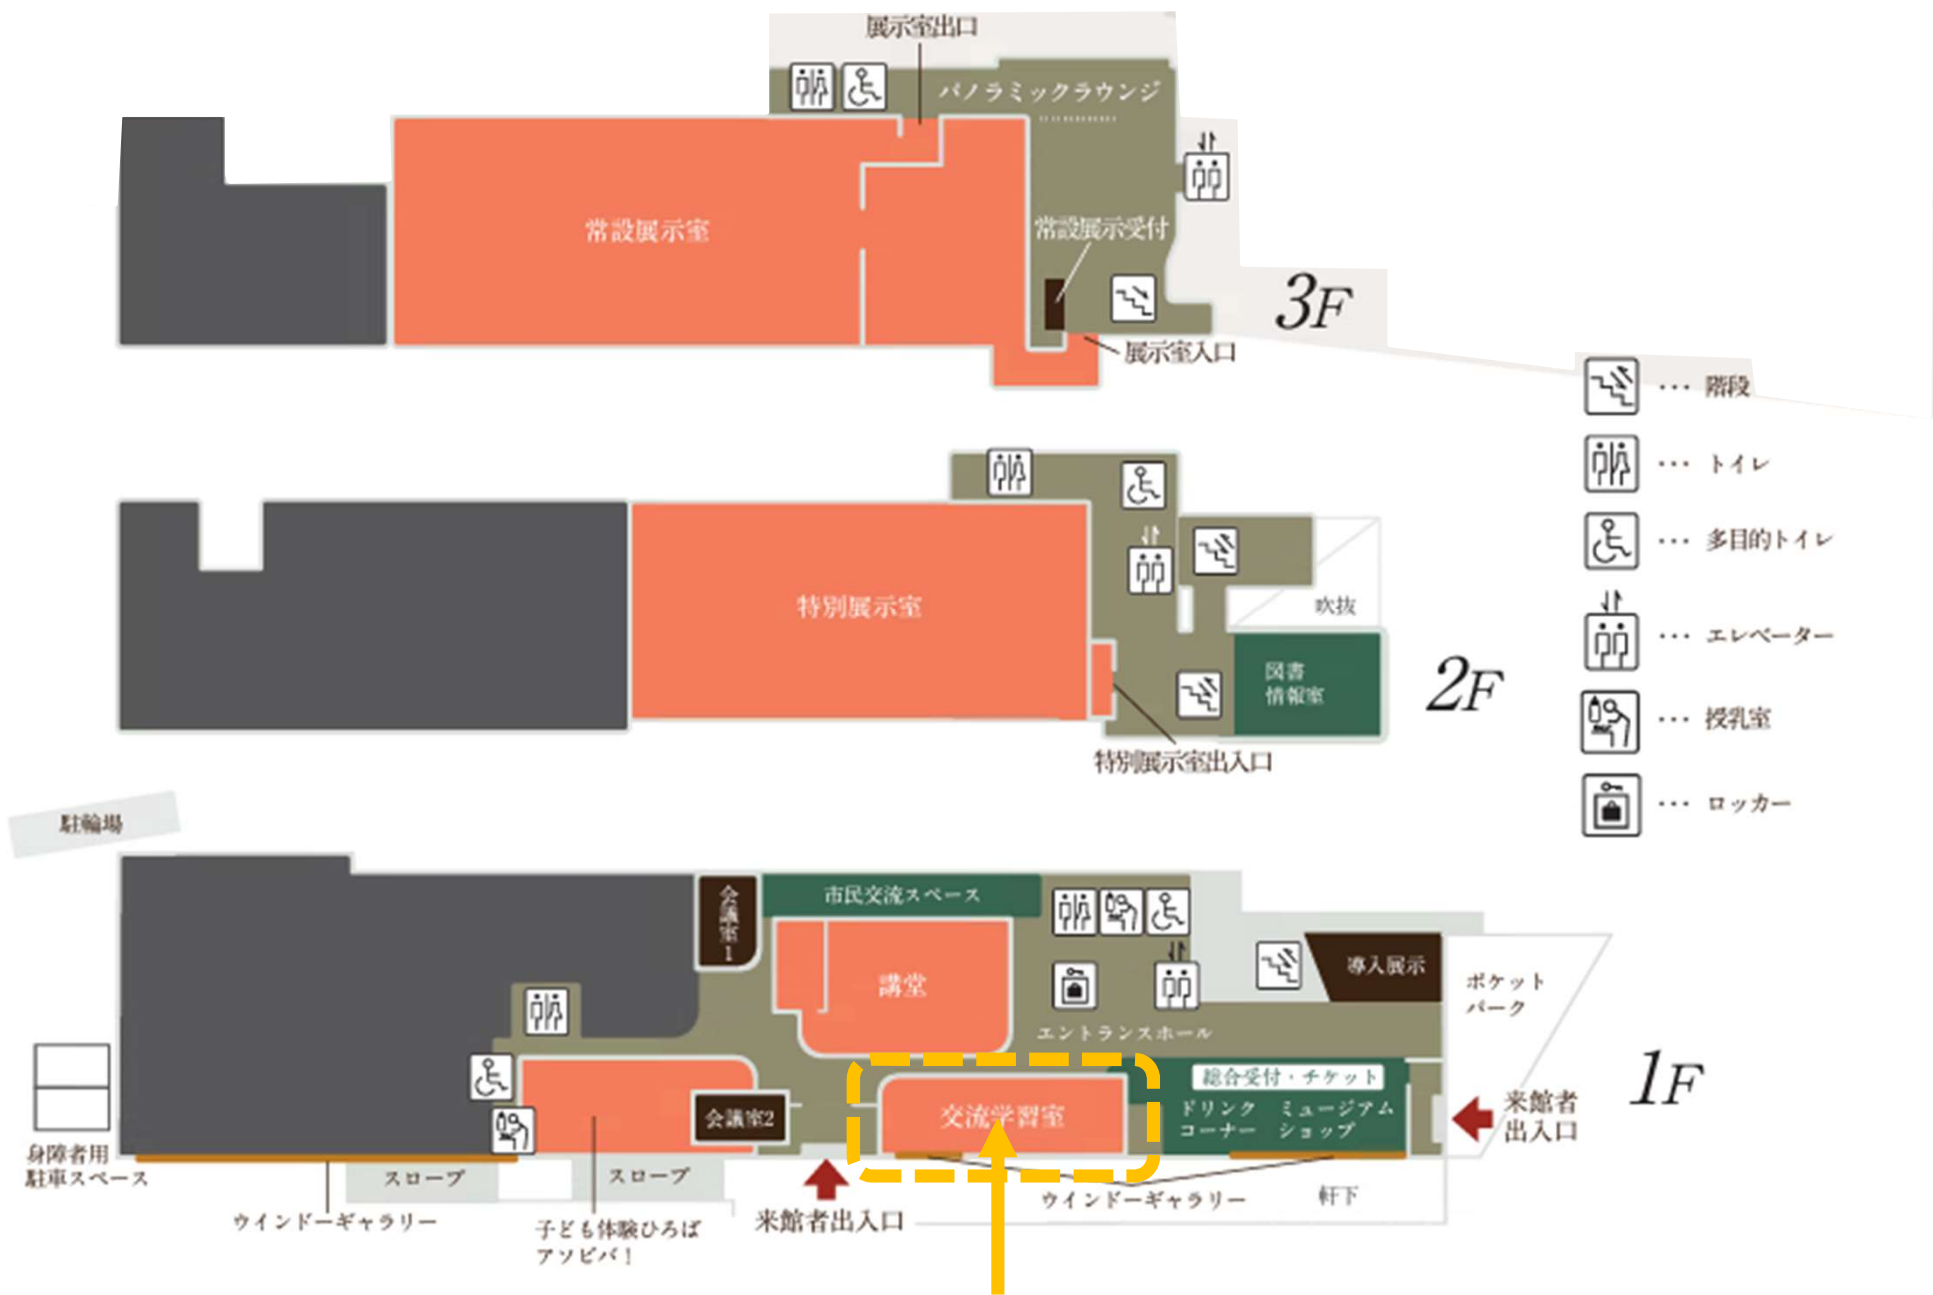 展示室出口
パノラミックラウンジ
常設展示室
常設展示受付
3F
展示室入口
階段
トイレ
多目的トイレ
エレベーター
授乳室
ロッカー
特別展示室
吹抜
図書
情報室
2F
特別展示室出入口
駐輪場
会議室1
市民交流スペース
講堂
導入展示
ポケット
パーク
エントランスホール
総合受付・チケット
交流学習室
会議室2
ドリンク
コーナー
ミュージアム
ショップ
1F
来館者
出入口
身障者用
駐車スペース
スロープ
スロープ
ウインドーギャラリー
子ども体験ひろば
アソビバ!
来館者出入口
ウインドーギャラリー
軒下